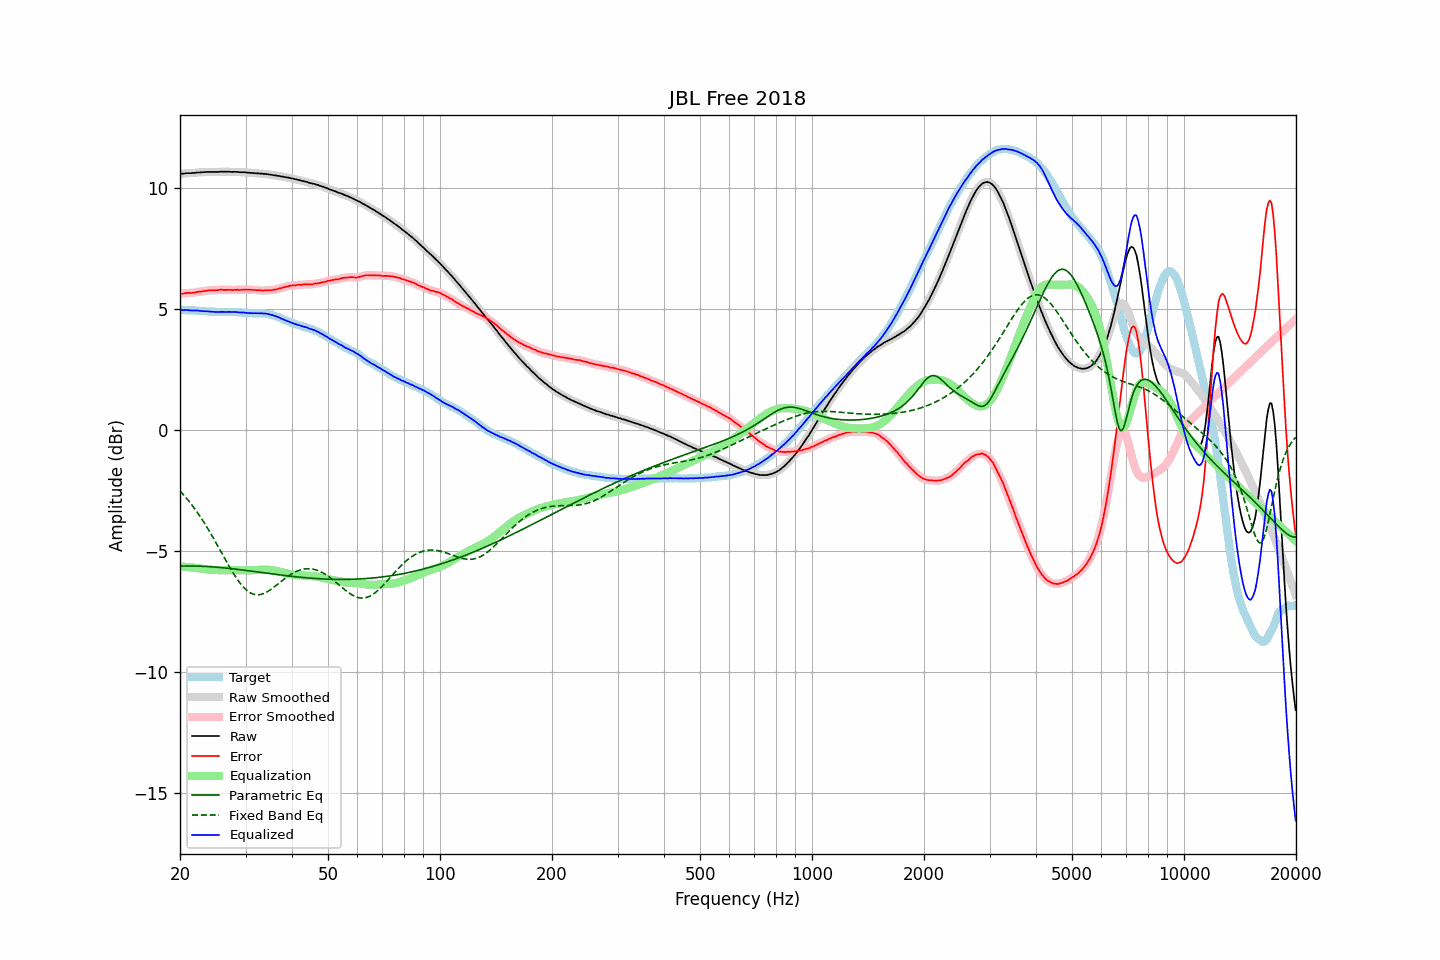 JBL Free 2018
Amplitude (dBr)
10
5
0
−5
−10
−15
Target
Raw Smoothed
Error Smoothed
Raw
Error
Equalization
Parametric Eq
Fixed Band Eq
Equalized
20 50 100 200 500 1000 2000 5000 10000 20000
Frequency (Hz)